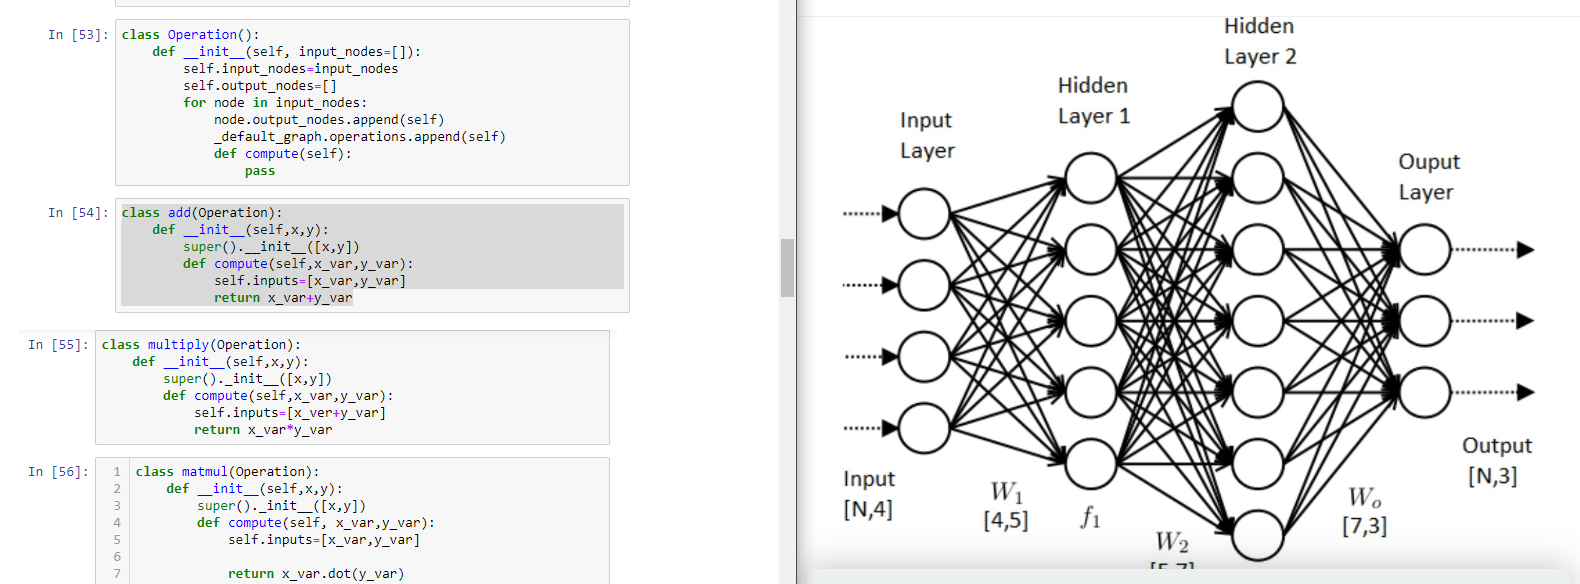 In [53]:
class Operation():
def __init__(self, input_nodes=[]):
self.input_nodes=input_nodes
self.output_nodes=[]
for node in input_nodes:
node.output_nodes.append(self)
_default_graph.operations.append(self)
def compute(self):
pass
In [54]:
class add(Operation):
def __init__(self,x,y):
super().__init__([x,y])
def compute(self,x_var,y_var):
self.inputs=[x_var,y_var]
return x_var+y_var
In [55]:
class multiply(Operation):
def __init__(self,x,y):
super()._init__([x,y])
def compute(self,x_var,y_var):
self.inputs=[x_ver+y_var]
return x_var*y_var
In [56]:
1 class matmul(Operation):
2 def __init__(self,x,y):
3 super()._init__([x,y])
4 def compute(self, x_var,y_var):
5 self.inputs=[x_var,y_var]
6
7 return x_var.dot(y_var)
Input
Layer
Hidden
Layer 1
Hidden
Layer 2
Ouput
Layer
Input
[N,4]
W₁
[4,5]
f₁
W₂
[5,7]
Wₒ
[7,3]
Output
[N,3]